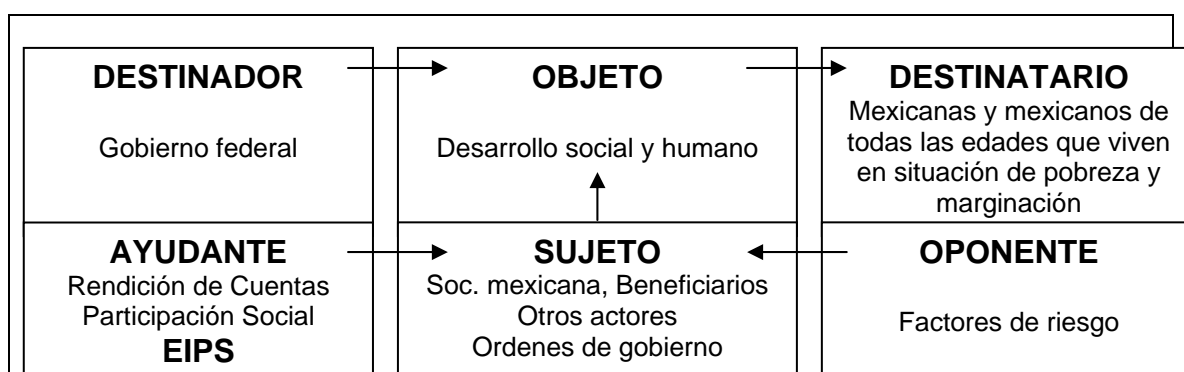 DESTINADOR
Gobierno federal
OBJETO
Desarrollo social y humano
DESTINATARIO
Mexicanas y mexicanos de
todas las edades que viven
en situación de pobreza y
marginación
AYUDANTE
Rendición de Cuentas
Participación Social
EIPS
SUJETO
Soc. mexicana, Beneficiarios
Otros actores
Ordenes de gobierno
OPONENTE
Factores de riesgo